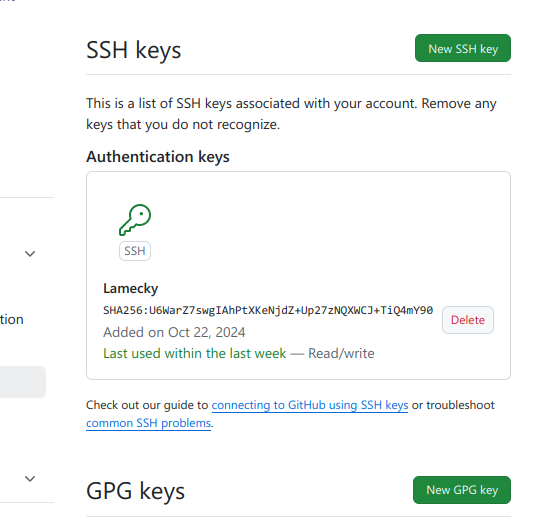 SSH keys
New SSH key
This is a list of SSH keys associated with your account. Remove any
keys that you do not recognize.
Authentication keys
SSH
Lamecky
SHA256:U6WarZ7swgIAhPtXKeNjdZ+Up27zNQXWCJ+TiQ4mY90
Delete
Added on Oct 22, 2024
Last used within the last week — Read/write
tion
Check out our guide to connecting to GitHub using SSH keys or troubleshoot
common SSH problems.
GPG keys
New GPG key